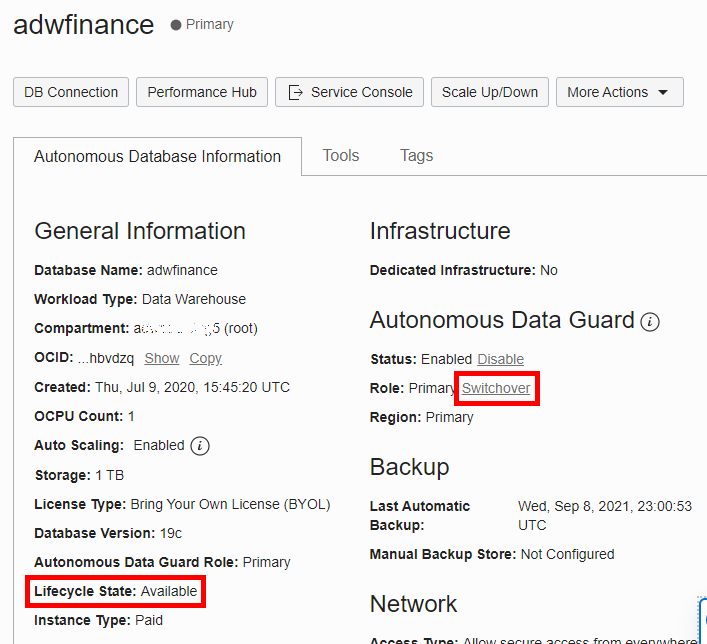 adwfinance Primary
DB Connection Performance Hub Service Console Scale Up/Down More Actions
Autonomous Database Information Tools Tags
General Information
Database Name: adwfinance
Workload Type: Data Warehouse
Compartment: (root)
OCID: ...hbvdzq Show Copy
Created: Thu, Jul 9, 2020, 15:45:20 UTC
OCPU Count: 1
Auto Scaling: Enabled i
Storage: 1 TB
License Type: Bring Your Own License (BYOL)
Database Version: 19c
Autonomous Data Guard Role: Primary
Lifecycle State: Available
Instance Type: Paid
Infrastructure
Dedicated Infrastructure: No
Autonomous Data Guard i
Status: Enabled Disable
Role: Primary Switchover
Region: Primary
Backup
Last Automatic Wed, Sep 8, 2021, 23:00:53
Backup: UTC
Manual Backup Store: Not Configured
Network
Access Type: Allow secure access from everywhere